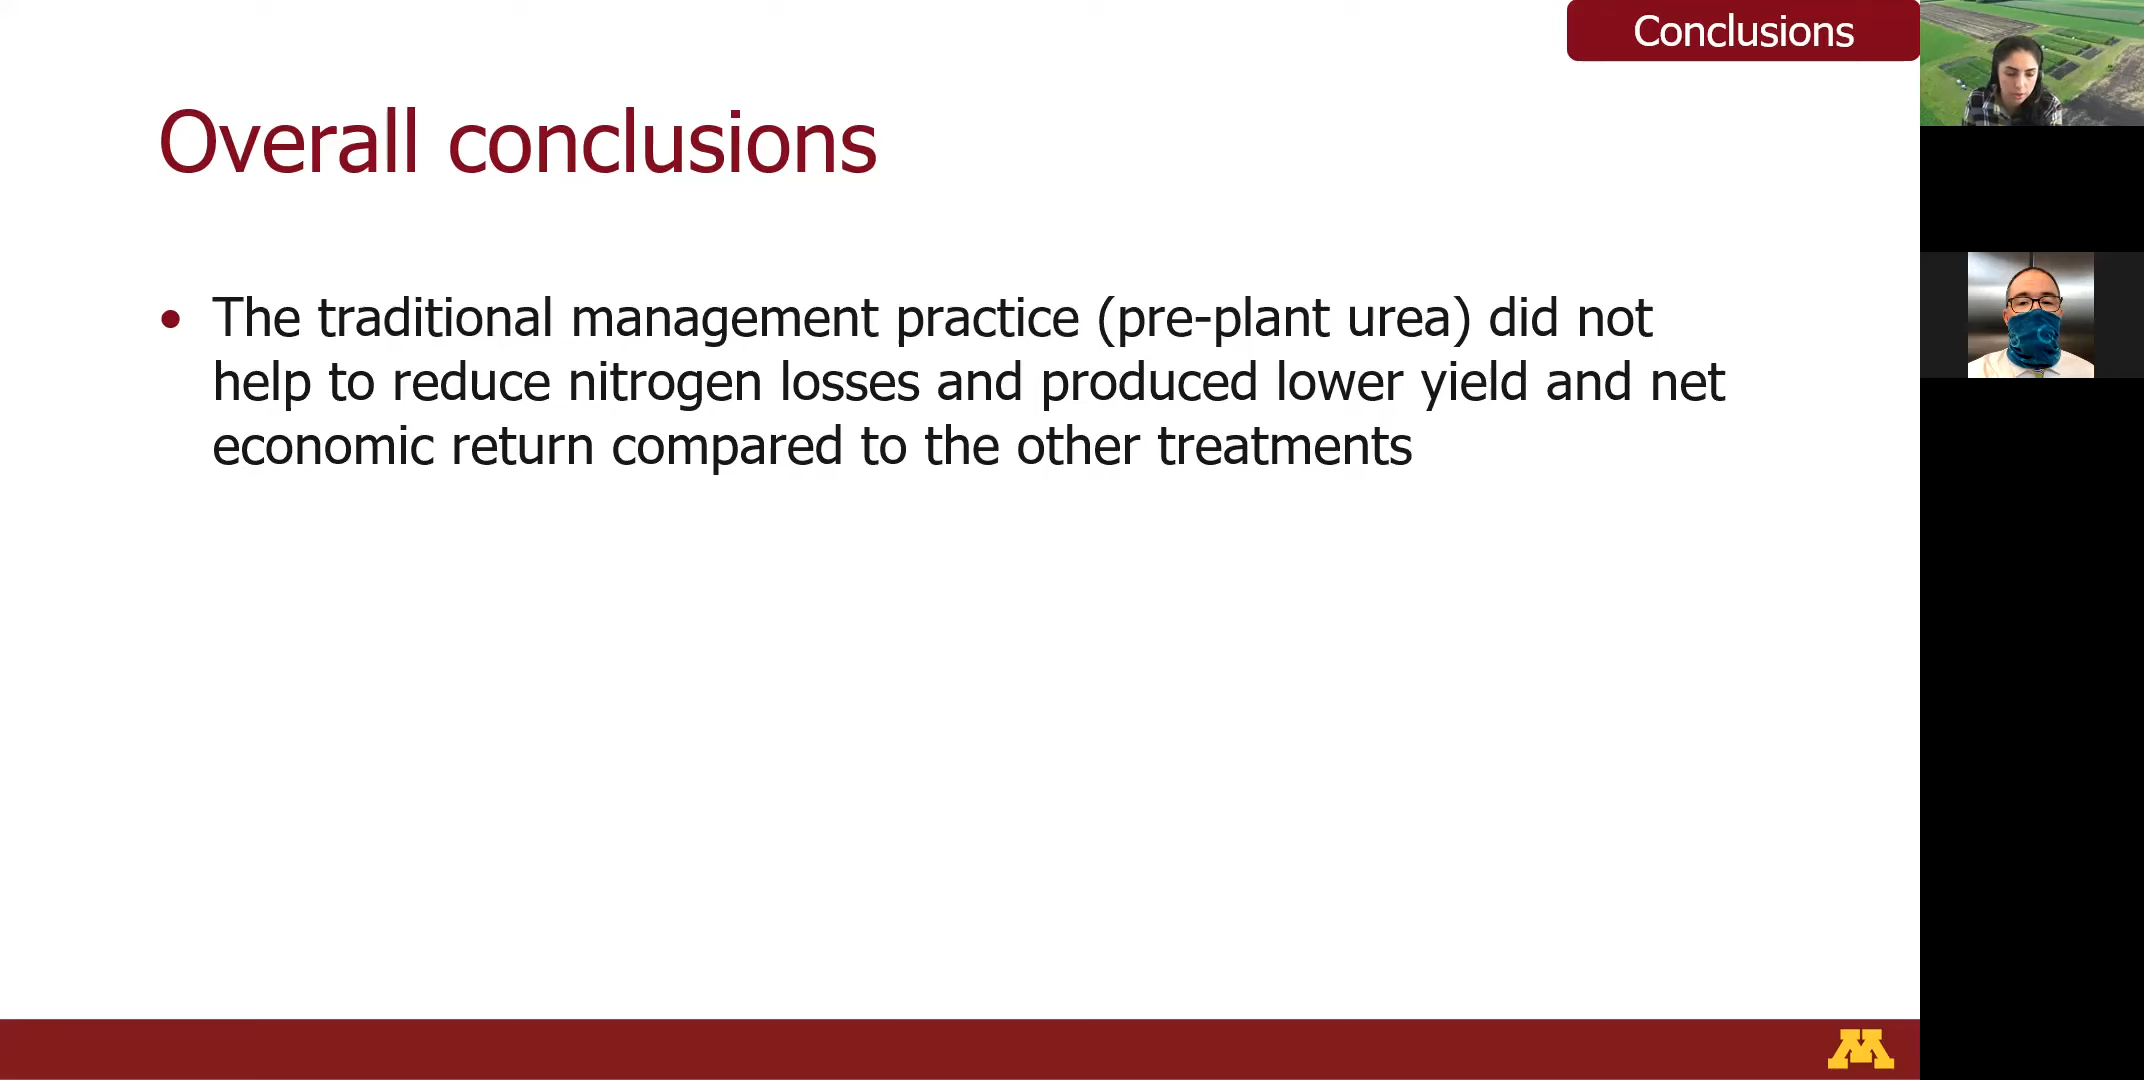 Conclusions
Overall conclusions
• The traditional management practice (pre-plant urea) did not
help to reduce nitrogen losses and produced lower yield and net
economic return compared to the other treatments
M